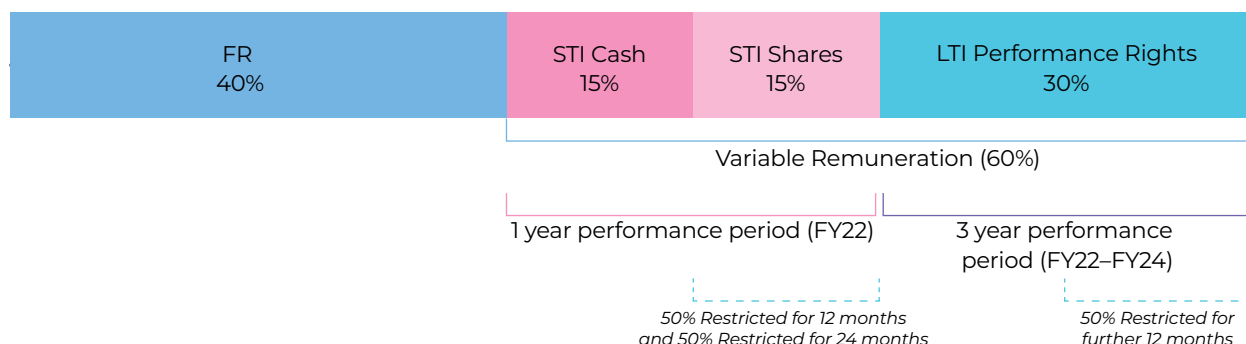 FR
40%
STI Cash
15%
STI Shares
15%
LTI Performance Rights
30%
Variable Remuneration (60%)
1 year performance period (FY22)
3 year performance
period (FY22–FY24)
50% Restricted for 12 months
and 50% Restricted for 24 months
50% Restricted for
further 12 months